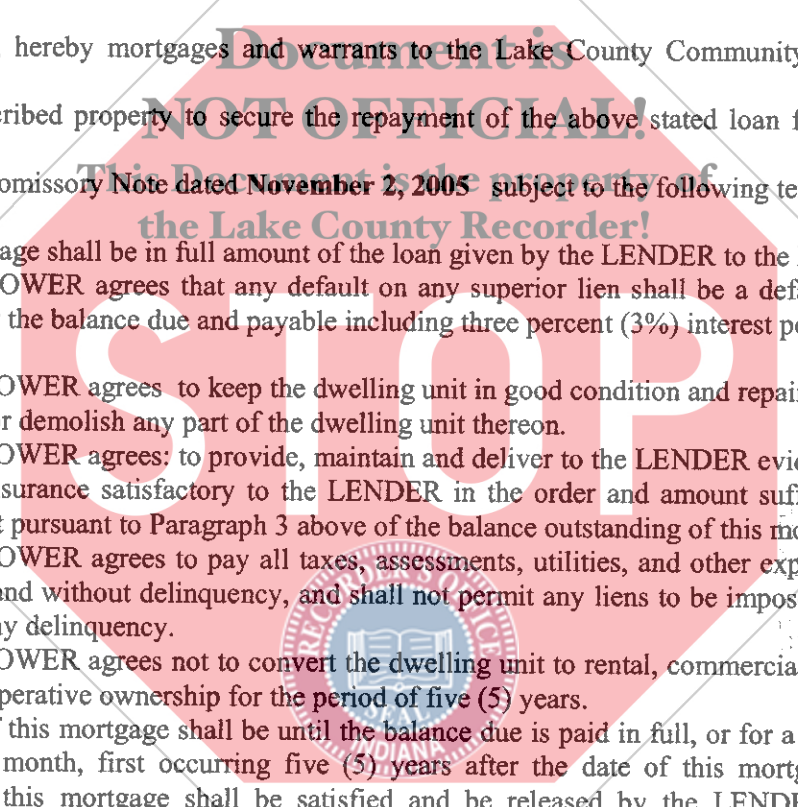 hereby mortgages and warrants to the Lake County Community
Document is
cribed property to secure the repayment of the above stated loan f
NOT OFFICIAL!
omissory Note dated November 2, 2005 subject to the following te
This Document is the property of
the Lake County Recorder!
age shall be in full amount of the loan given by the LENDER to the
OWER agrees that any default on any superior lien shall be a def
the balance due and payable including three percent (3%) interest pe
OWER agrees to keep the dwelling unit in good condition and repair
r demolish any part of the dwelling unit thereon.
OWER agrees: to provide, maintain and deliver to the LENDER evid
surance satisfactory to the LENDER in the order and amount suf
t pursuant to Paragraph 3 above of the balance outstanding of this mo
OWER agrees to pay all taxes, assessments, utilities, and other exp
and without delinquency, and shall not permit any liens to be impos
y delinquency.
OWER agrees not to convert the dwelling unit to rental, commercia
perative ownership for the period of five (5) years.
this mortgage shall be until the balance due is paid in full, or for a
month, first occurring five (5) years after the date of this mortg
this mortgage shall be satisfied and be released by the LENDE
STOP
RECORDER'S OFFICE
SEAL
INDIANA